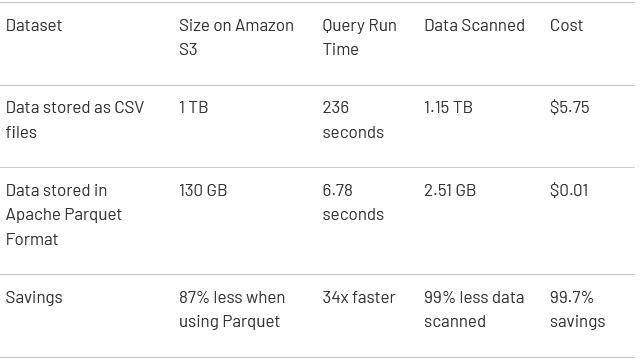 Dataset
Size on Amazon
S3
Query Run
Time
Data Scanned
Cost
Data stored as CSV
files
1 TB
236
seconds
1.15 TB
$5.75
Data stored in
Apache Parquet
Format
130 GB
6.78
seconds
2.51 GB
$0.01
Savings
87% less when
using Parquet
34x faster
99% less data
scanned
99.7%
savings